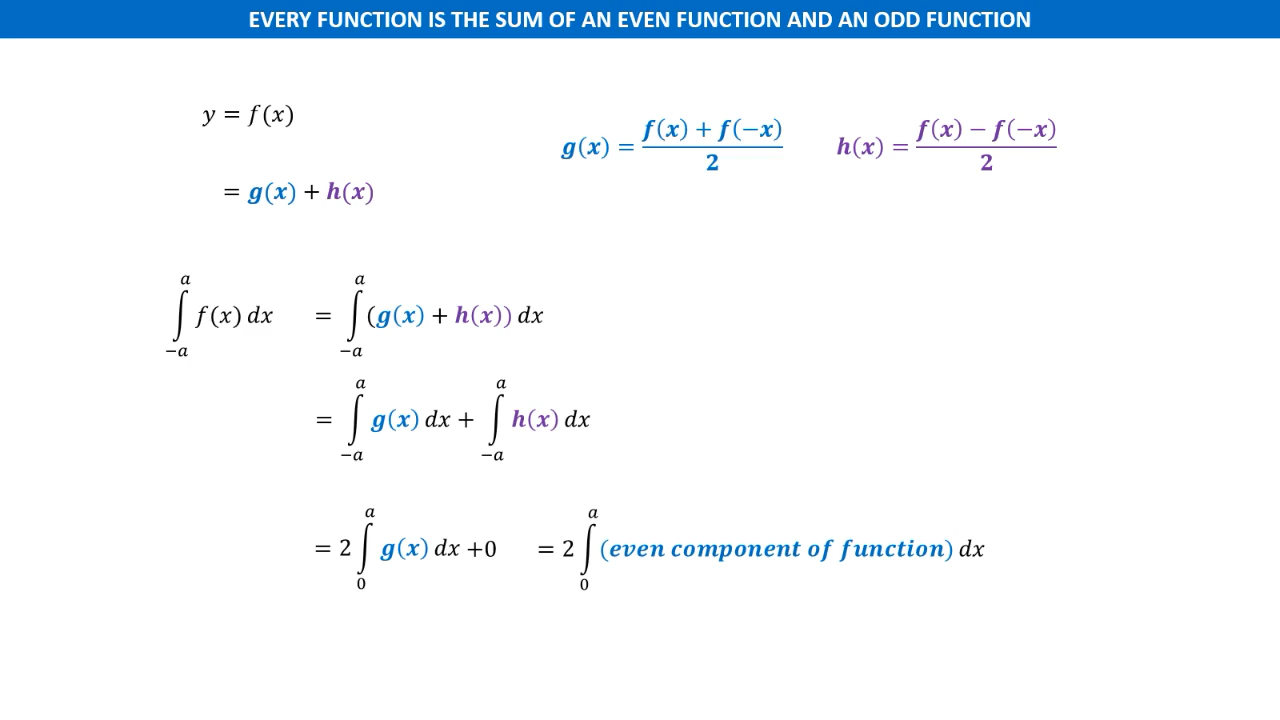 EVERY FUNCTION IS THE SUM OF AN EVEN FUNCTION AND AN ODD FUNCTION
y = f(x)
g(x) = (f(x) + f(−x))/2
h(x) = (f(x) − f(−x))/2
= g(x) + h(x)
∫_{−a}^{a} f(x) dx = ∫_{−a}^{a} (g(x) + h(x)) dx
= ∫_{−a}^{a} g(x) dx + ∫_{−a}^{a} h(x) dx
= 2 ∫_{0}^{a} g(x) dx +0 = 2 ∫_{0}^{a} (even component of function) dx